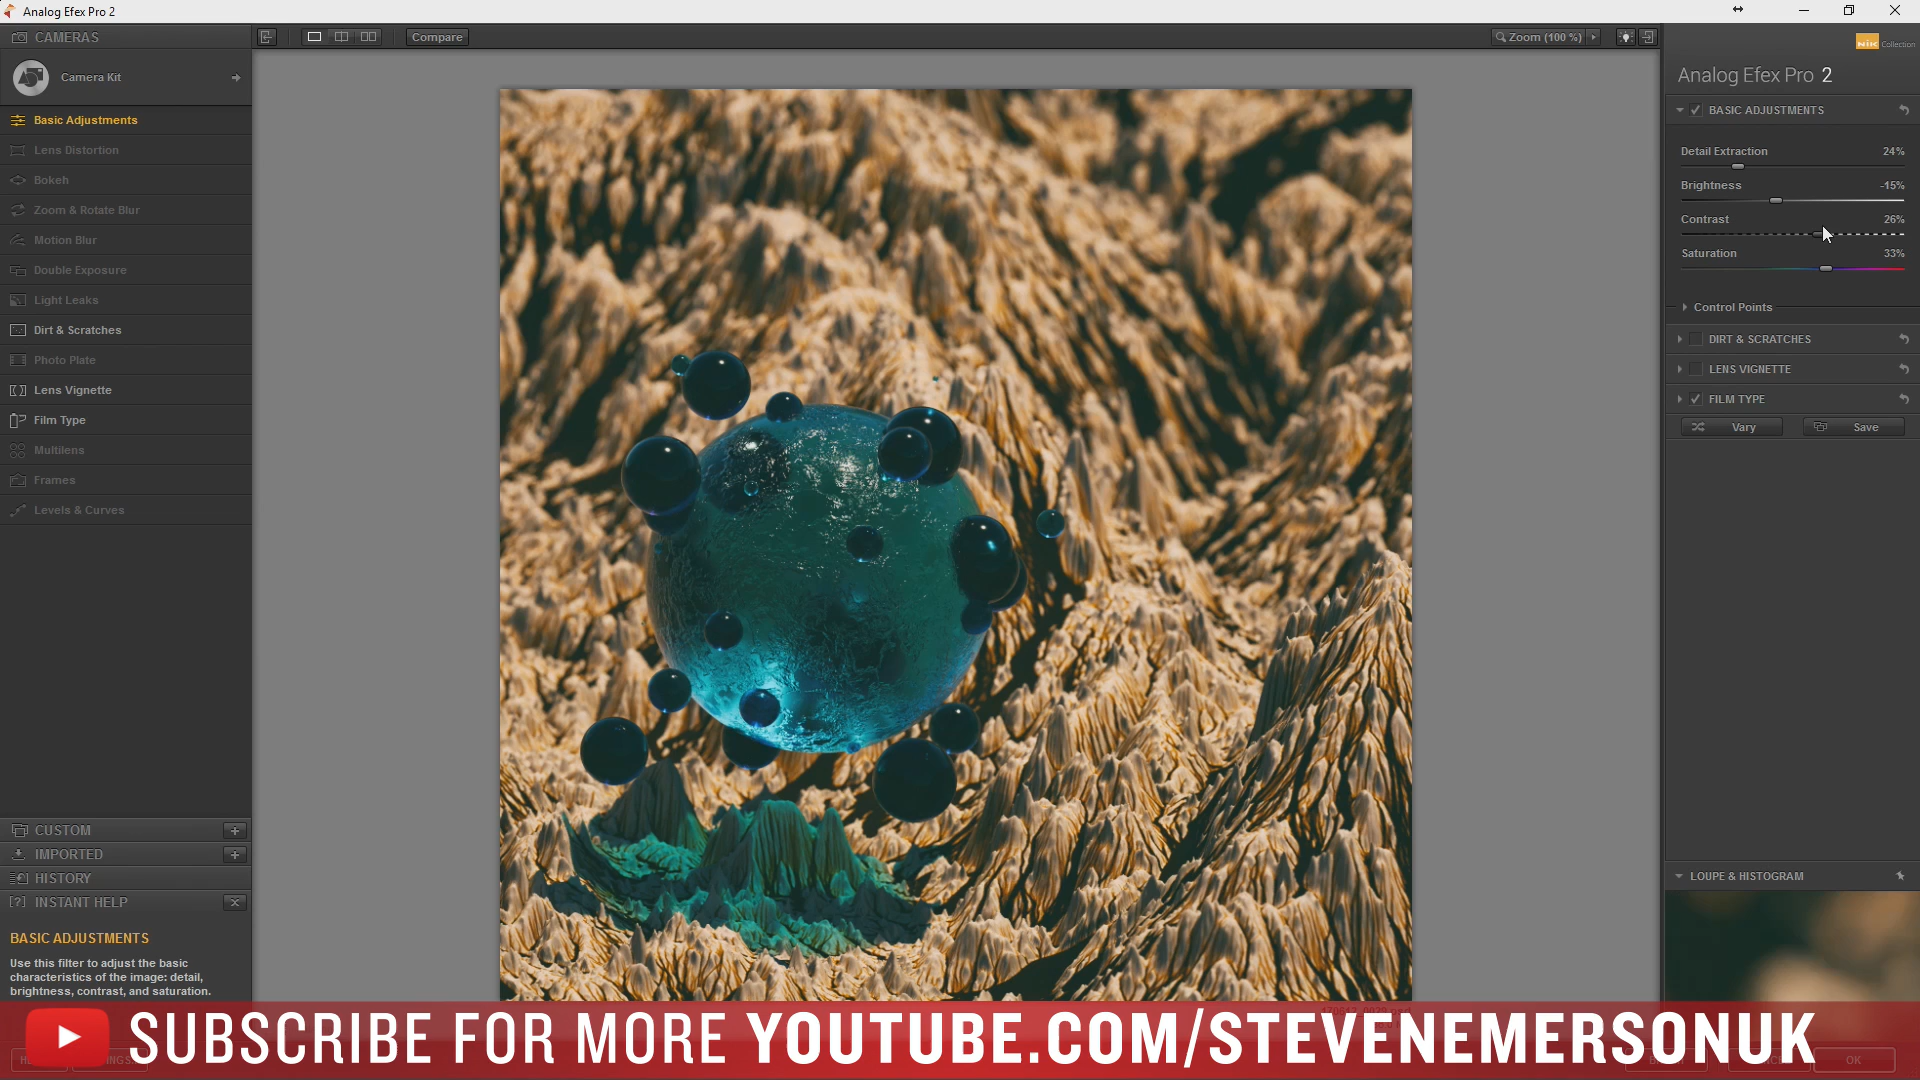 Analog Efex Pro 2
CAMERAS
Compare
Zoom (100 %)
Nik Collection
Camera Kit
Analog Efex Pro 2
Basic Adjustments
Lens Distortion
Bokeh
Zoom & Rotate Blur
Motion Blur
Double Exposure
Light Leaks
Dirt & Scratches
Photo Plate
Lens Vignette
Film Type
Multilens
Frames
Levels & Curves
BASIC ADJUSTMENTS
Detail Extraction 24%
Brightness -15%
Contrast 26%
Saturation 33%
Control Points
DIRT & SCRATCHES
LENS VIGNETTE
FILM TYPE
Vary Save
CUSTOM
IMPORTED
HISTORY
[?] INSTANT HELP
BASIC ADJUSTMENTS
Use this filter to adjust the basic
characteristics of the image: detail,
brightness, contrast, and saturation.
LOUPE & HISTOGRAM
SUBSCRIBE FOR MORE YOUTUBE.COM/STEVENEMERSONUK
OK